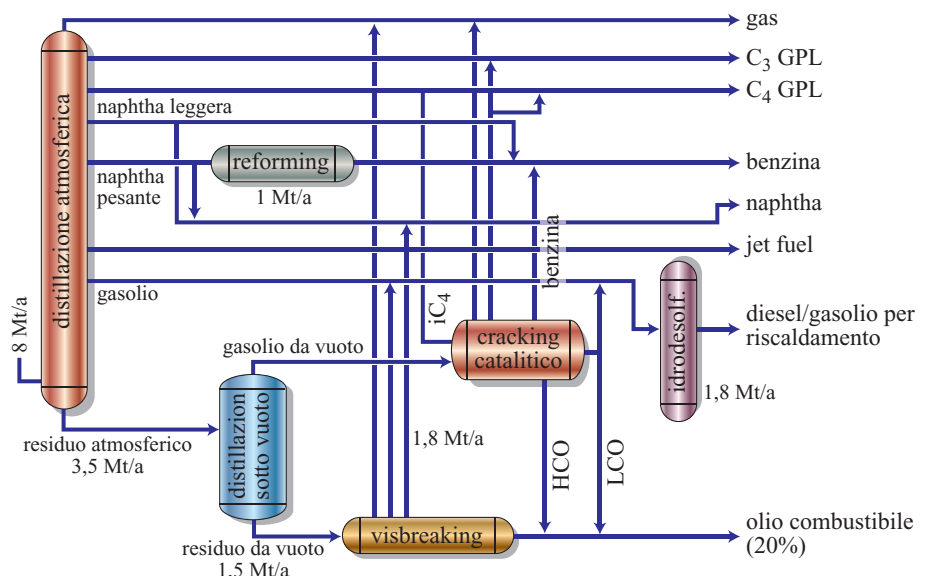 gas
C3 GPL
C4 GPL
naphtha leggera
naphtha
pesante
reforming
1 Mt/a
benzina
naphtha
jet fuel
distillazione atmosferica
8 Mt/a
gasolio
benzina
iC4
idrodesolf.
1,8 Mt/a
diesel/gasolio per
riscaldamento
gasolio da vuoto
cracking
catalitico
residuo atmosferico
3,5 Mt/a
distillazion
sotto vuoto
1,8 Mt/a
HCO
LCO
residuo da vuoto
1,5 Mt/a
visbreaking
olio combustibile
(20%)